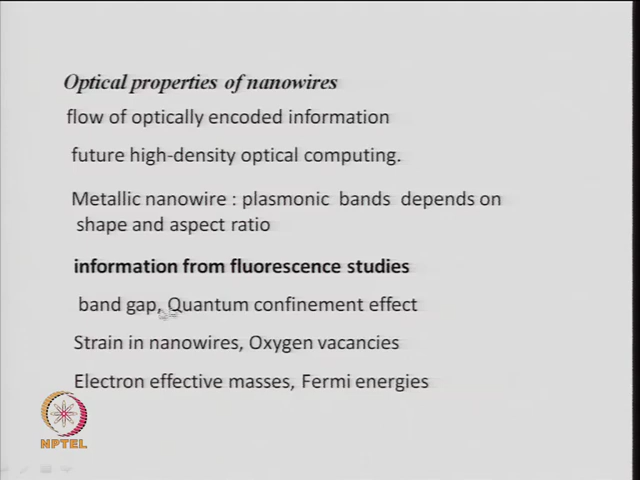 Optical properties of nanowires
flow of optically encoded information
future high-density optical computing.
Metallic nanowire : plasmonic bands depends on
shape and aspect ratio
information from fluorescence studies
band gap, Quantum confinement effect
Strain in nanowires, Oxygen vacancies
Electron effective masses, Fermi energies
NPTEL